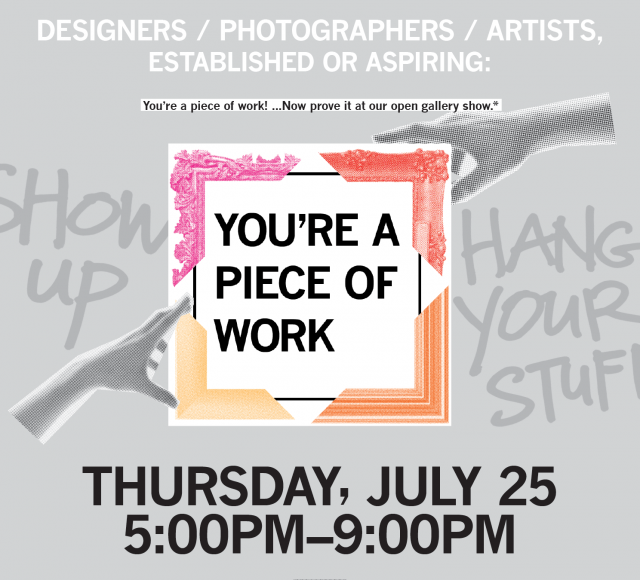 DESIGNERS / PHOTOGRAPHERS / ARTISTS,
ESTABLISHED OR ASPIRING:
You're a piece of work! ...Now prove it at our open gallery show.*
SHOW
UP
YOU'RE A
PIECE OF
WORK
HANG
YOUR
STUFF
THURSDAY, JULY 25
5:00PM–9:00PM